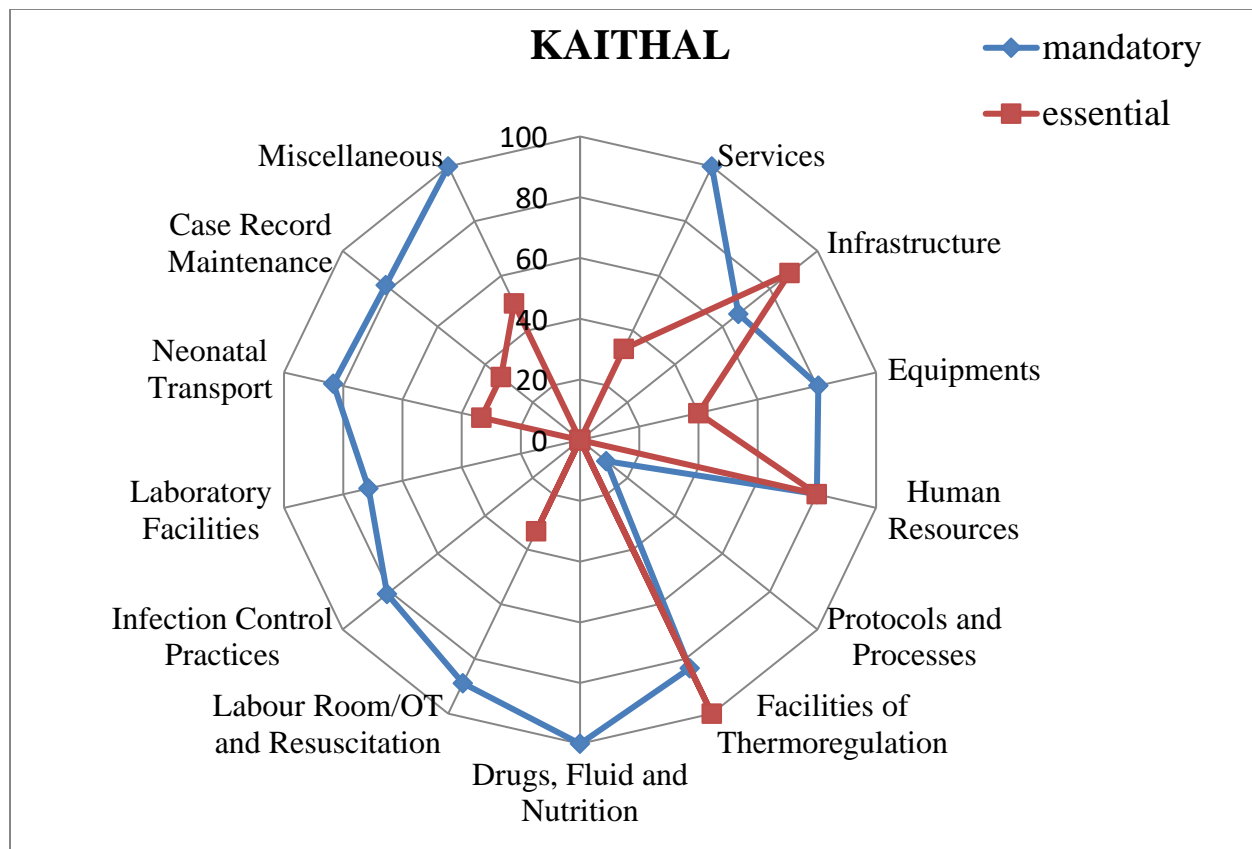 KAITHAL
mandatory
essential
100
80
60
40
20
0
Services
Infrastructure
Equipments
Human
Resources
Protocols and
Processes
Facilities of
Thermoregulation
Drugs, Fluid and
Nutrition
Labour Room/OT
and Resuscitation
Infection Control
Practices
Laboratory
Facilities
Neonatal
Transport
Case Record
Maintenance
Miscellaneous